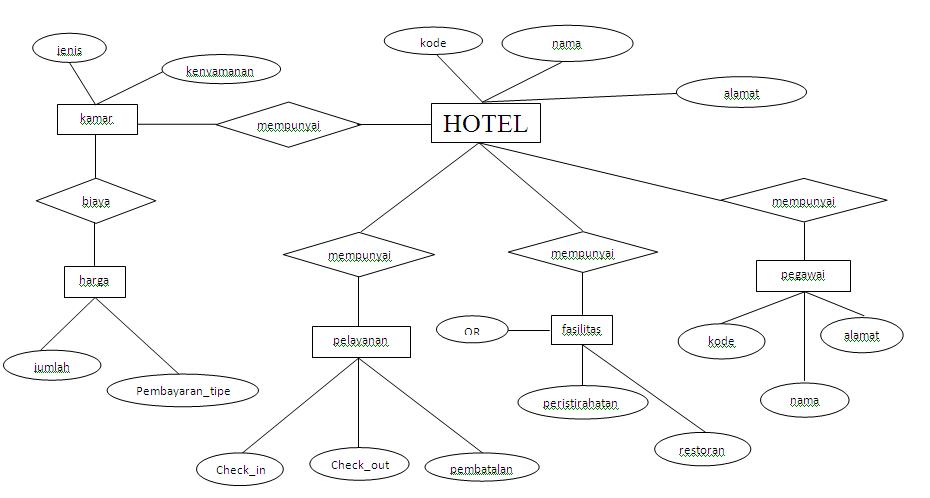 kode
nama
jenis
kenyamanan
alamat
kamar
mempunyai
HOTEL
biaya
mempunyai
mempunyai
mempunyai
harga
pegawai
OR
fasilitas
pelayanan
kode
alamat
jumlah
Pembayaran_tipe
peristirahatan
nama
restoran
Check_in
Check_out
pembatalan